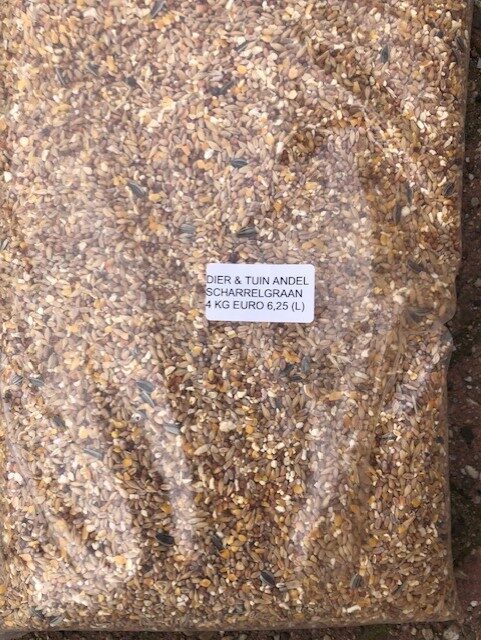 DIER & TUIN ANDEL
SCHARRELGRAAN
4 KG EURO 6,25 (L)